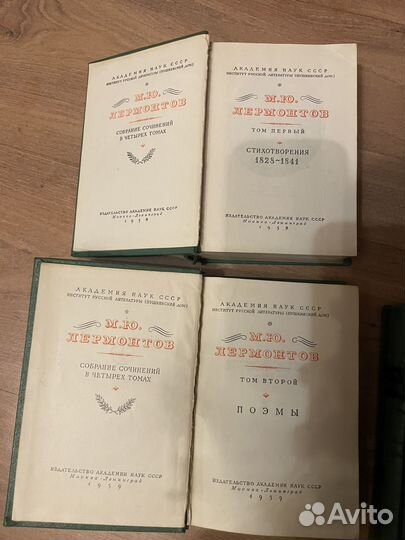 АКАДЕМИЯ НАУК СССР
ИНСТИТУТ РУССКОЙ ЛИТЕРАТУРЫ (ПУШКИНСКИЙ ДОМ)
М.Ю.
ЛЕРМОНТОВ
СОБРАНИЕ СОЧИНЕНИЙ
В ЧЕТЫРЕХ ТОМАХ
ИЗДАТЕЛЬСТВО АКАДЕМИИ НАУК СССР
Москва-Ленинград
1958
АКАДЕМИЯ НАУК СССР
ИНСТИТУТ РУССКОЙ ЛИТЕРАТУРЫ (ПУШКИНСКИЙ ДОМ)
М.Ю.
ЛЕРМОНТОВ
ТОМ ПЕРВЫЙ
СТИХОТВОРЕНИЯ
1828-1841
ИЗДАТЕЛЬСТВО АКАДЕМИИ НАУК СССР
Москва-Ленинград
1958
АКАДЕМИЯ НАУК СССР
ИНСТИТУТ РУССКОЙ ЛИТЕРАТУРЫ (ПУШКИНСКИЙ ДОМ)
М.Ю.
ЛЕРМОНТОВ
СОБРАНИЕ СОЧИНЕНИЙ
В ЧЕТЫРЕХ ТОМАХ
ИЗДАТЕЛЬСТВО АКАДЕМИИ НАУК СССР
Москва-Ленинград
1959
АКАДЕМИЯ НАУК СССР
ИНСТИТУТ РУССКОЙ ЛИТЕРАТУРЫ (ПУШКИНСКИЙ ДОМ)
М.Ю.
ЛЕРМОНТОВ
ТОМ ВТОРОЙ
ПОЭМЫ
ИЗДАТЕЛЬСТВО АКАДЕМИИ НАУК СССР
Москва-Ленинград
1959
Avito